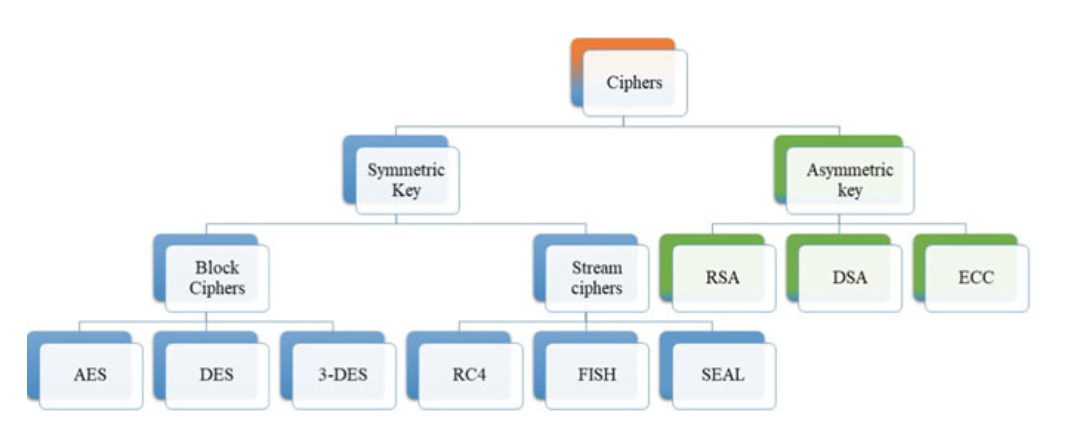 Ciphers
Symmetric
Key
Asymmetric
key
Block
Ciphers
Stream
ciphers
RSA
DSA
ECC
AES
DES
3-DES
RC4
FISH
SEAL